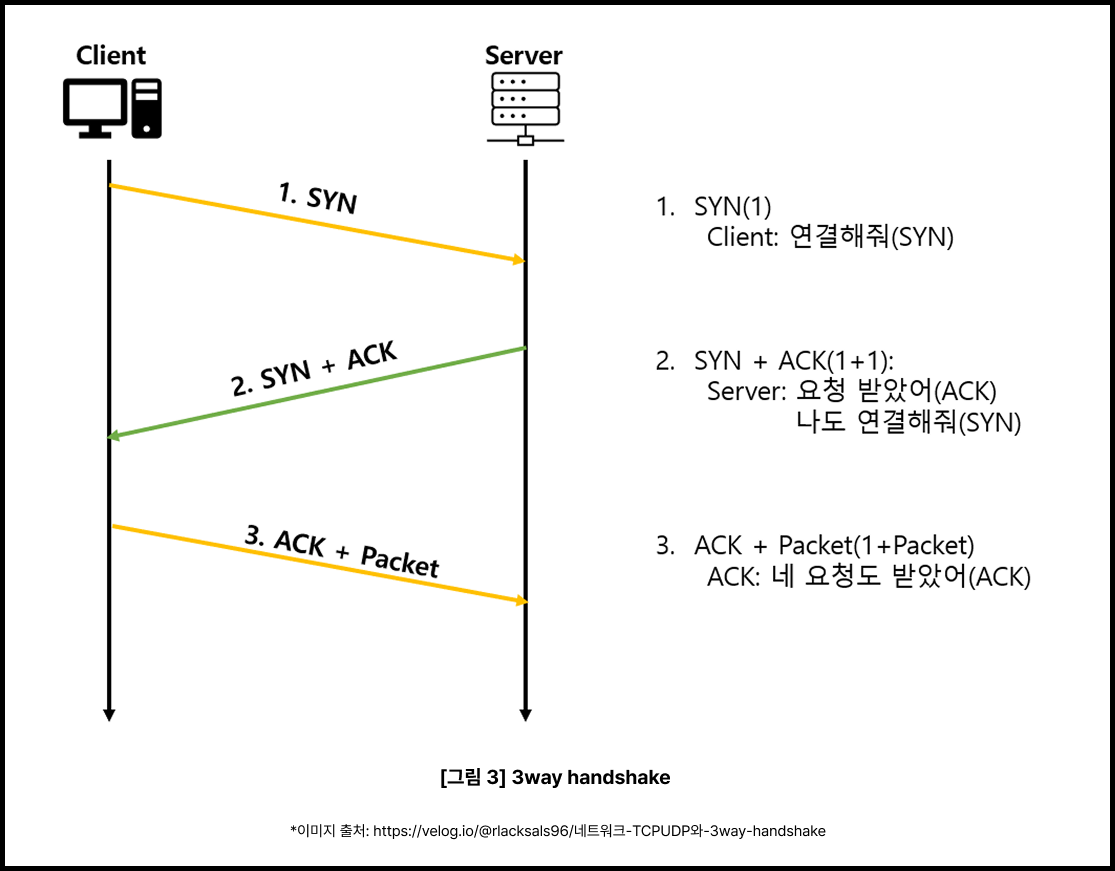 Client
Server
1. SYN
2. SYN + ACK
3. ACK + Packet
1. SYN(1)
Client: 연결해줘(SYN)
2. SYN + ACK(1+1):
Server: 요청 받았어(ACK)
나도 연결해줘(SYN)
3. ACK + Packet(1+Packet)
ACK: 네 요청도 받았어(ACK)
[그림 3] 3way handshake
*이미지 출처: https://velog.io/@rlacksals96/네트워크-TCPUDP와-3way-handshake